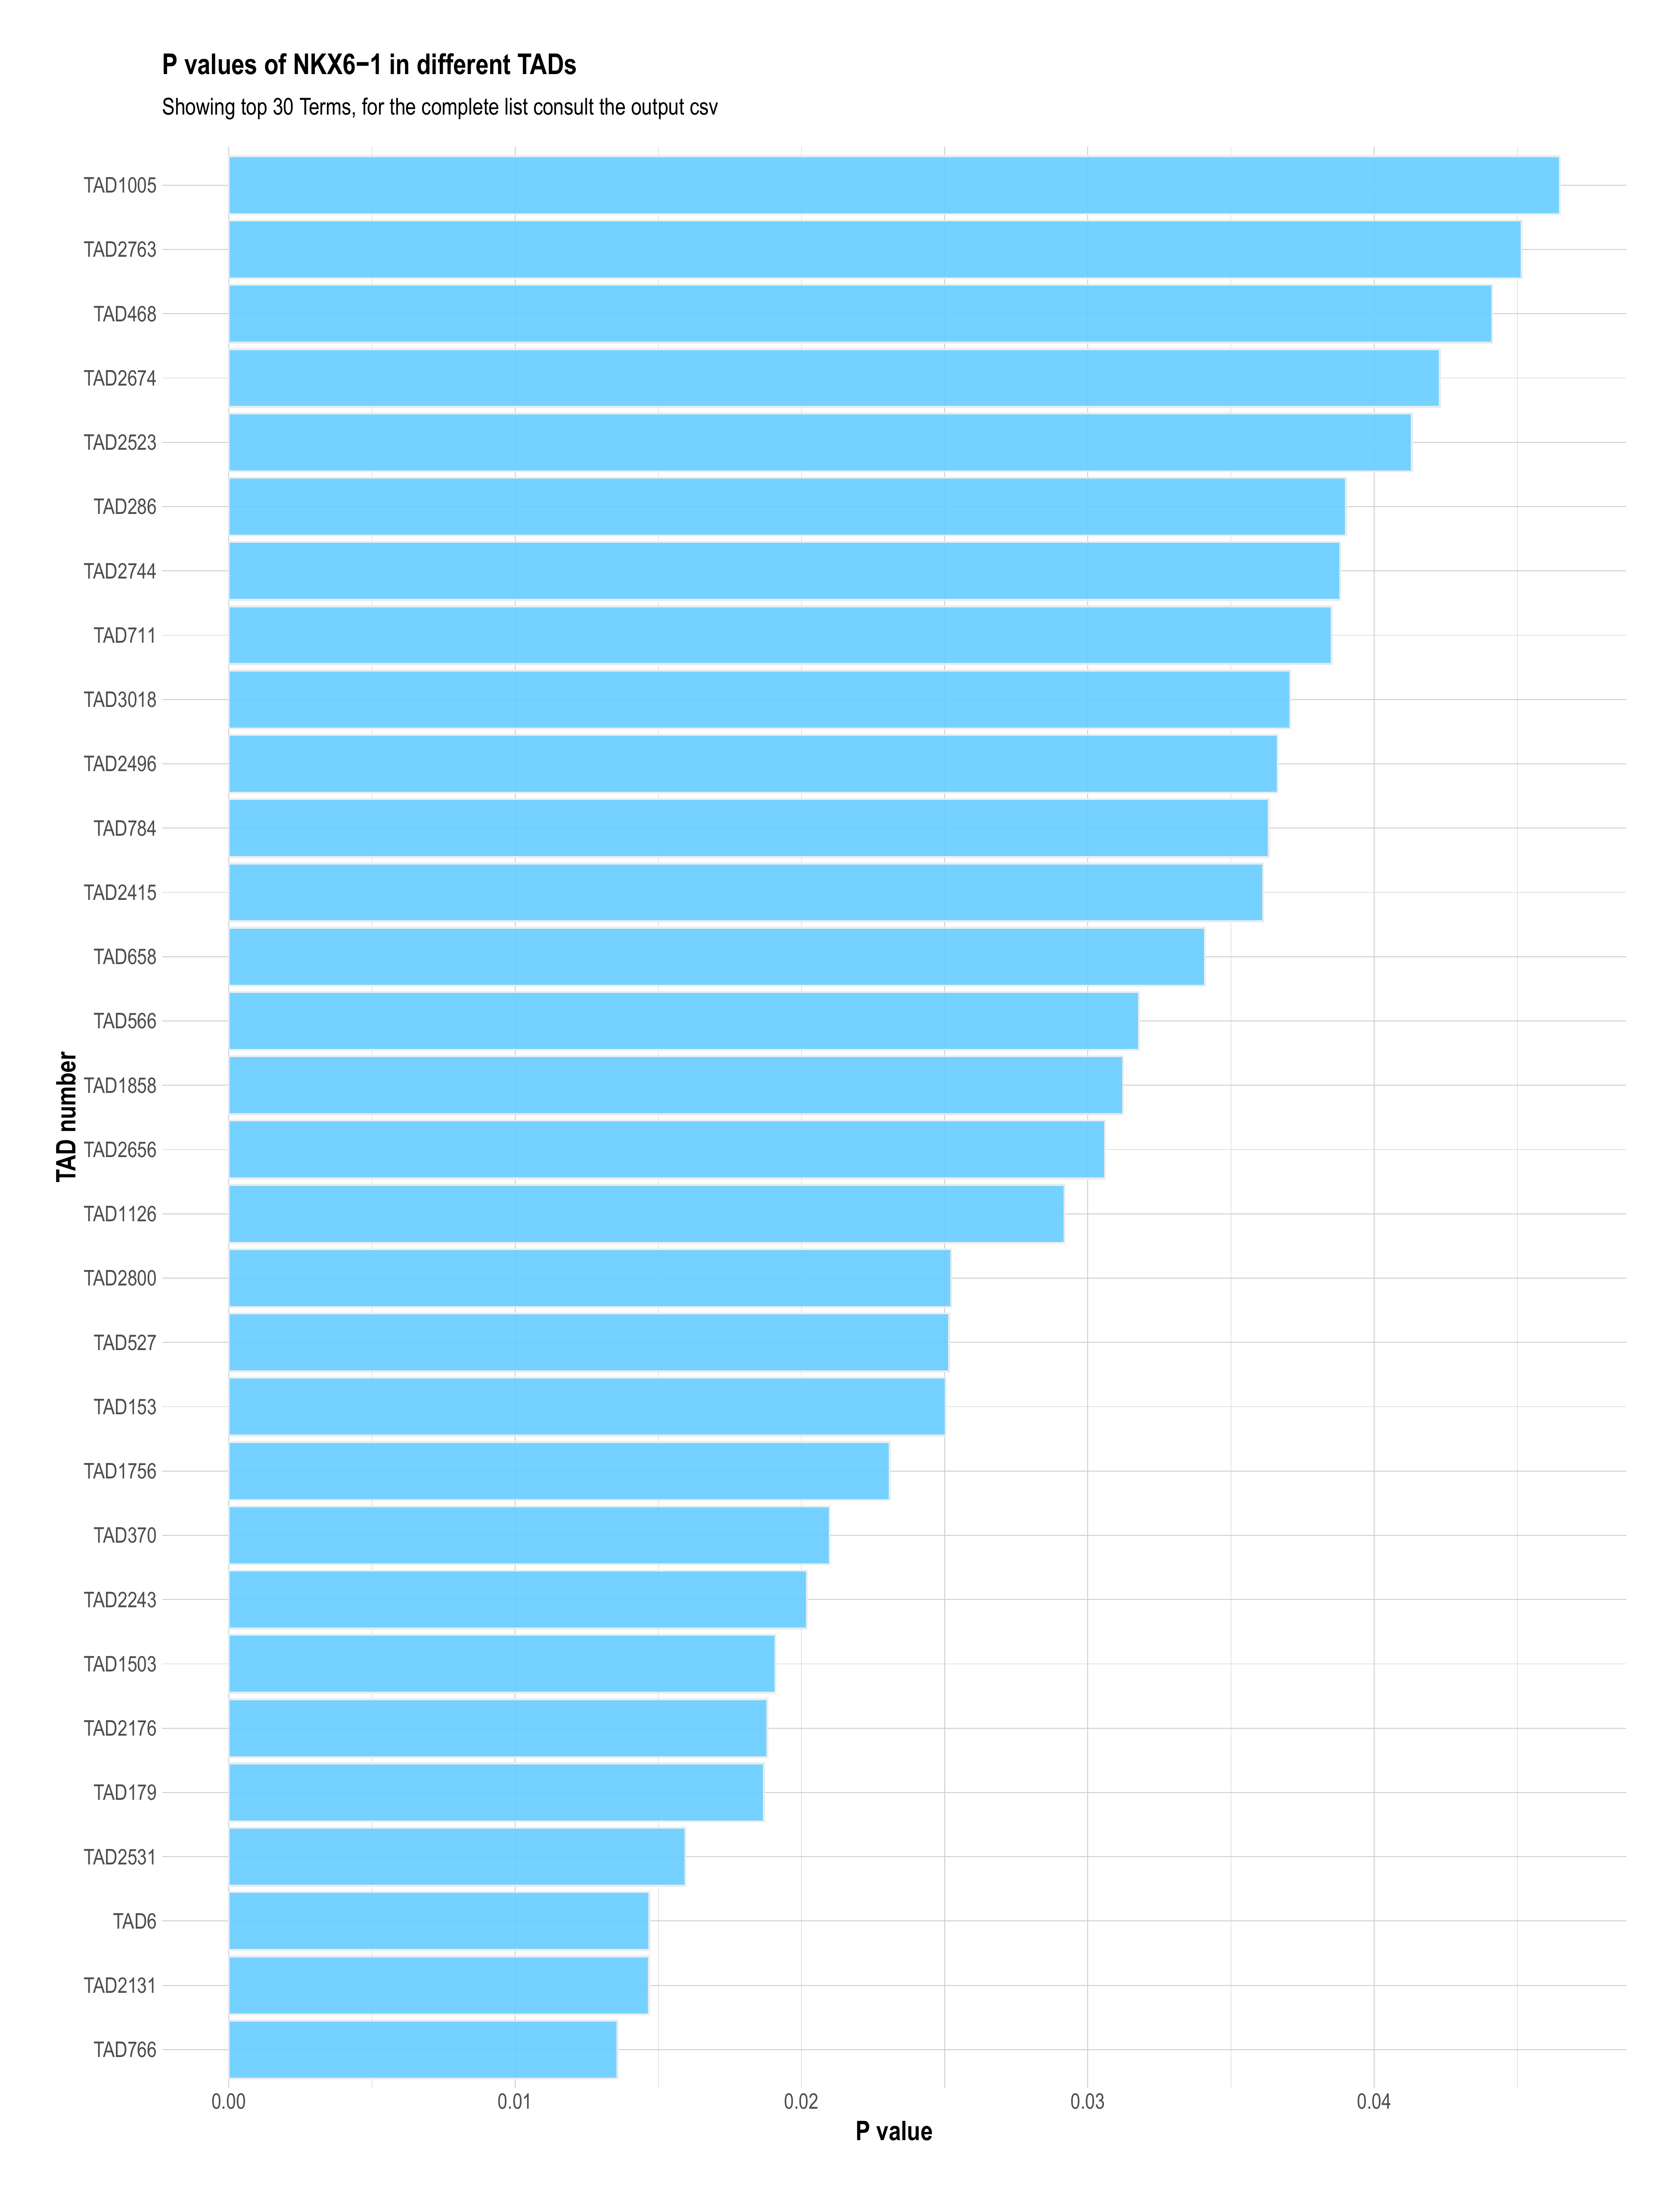 P values of NKX6−1 in different TADs
Showing top 30 Terms, for the complete list consult the output csv
TAD number
TAD1005
TAD2763
TAD468
TAD2674
TAD2523
TAD286
TAD2744
TAD711
TAD3018
TAD2496
TAD784
TAD2415
TAD658
TAD566
TAD1858
TAD2656
TAD1126
TAD2800
TAD527
TAD153
TAD1756
TAD370
TAD2243
TAD1503
TAD2176
TAD179
TAD2531
TAD6
TAD2131
TAD766
0.00 0.01 0.02 0.03 0.04
P value